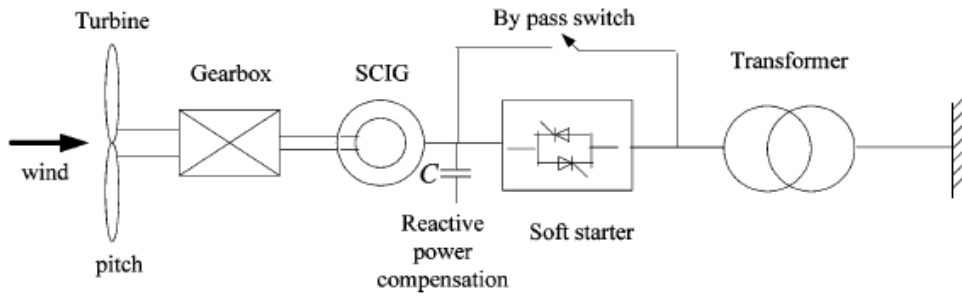 Turbine
By pass switch
Gearbox
SCIG
Transformer
wind
C
Reactive
power
compensation
Soft starter
pitch